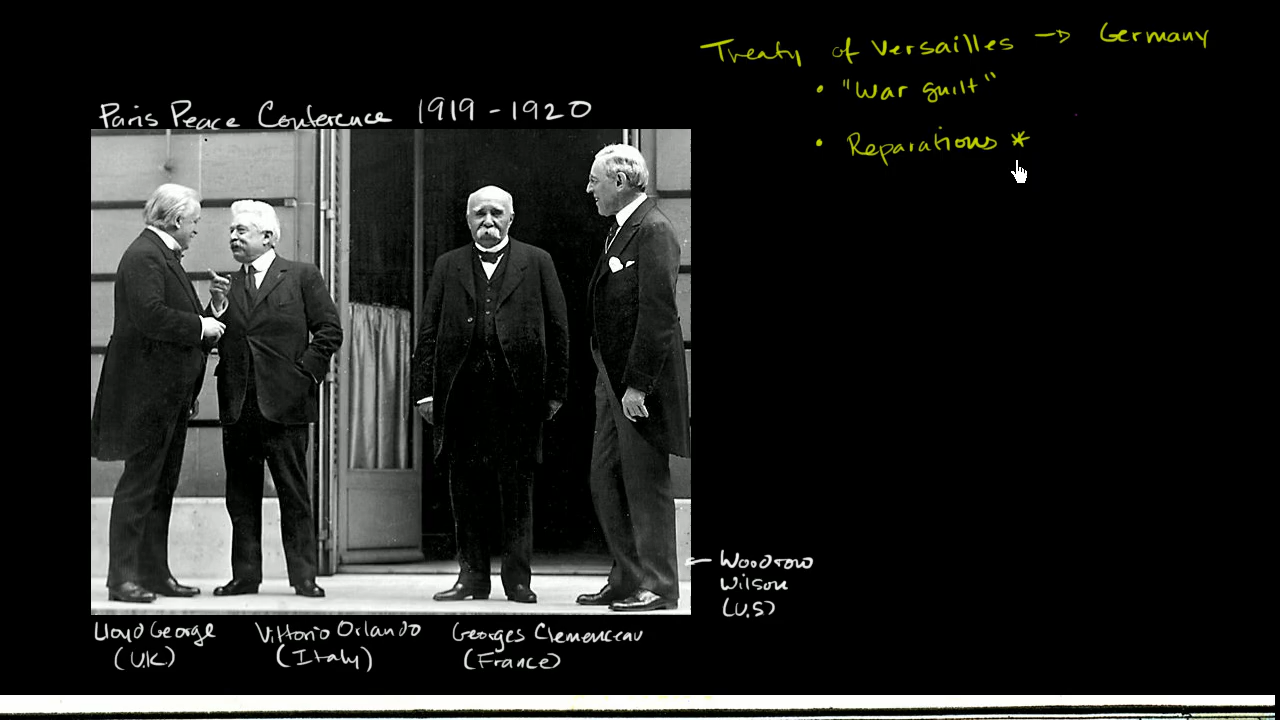 Treaty of Versailles → Germany
• "War guilt"
• Reparations *
Paris Peace Conference 1919 - 1920
← Woodrow
Wilson
(U.S)
Lloyd George
(U.K.)
Vittorio Orlando
(Italy)
Georges Clemenceau
(France)